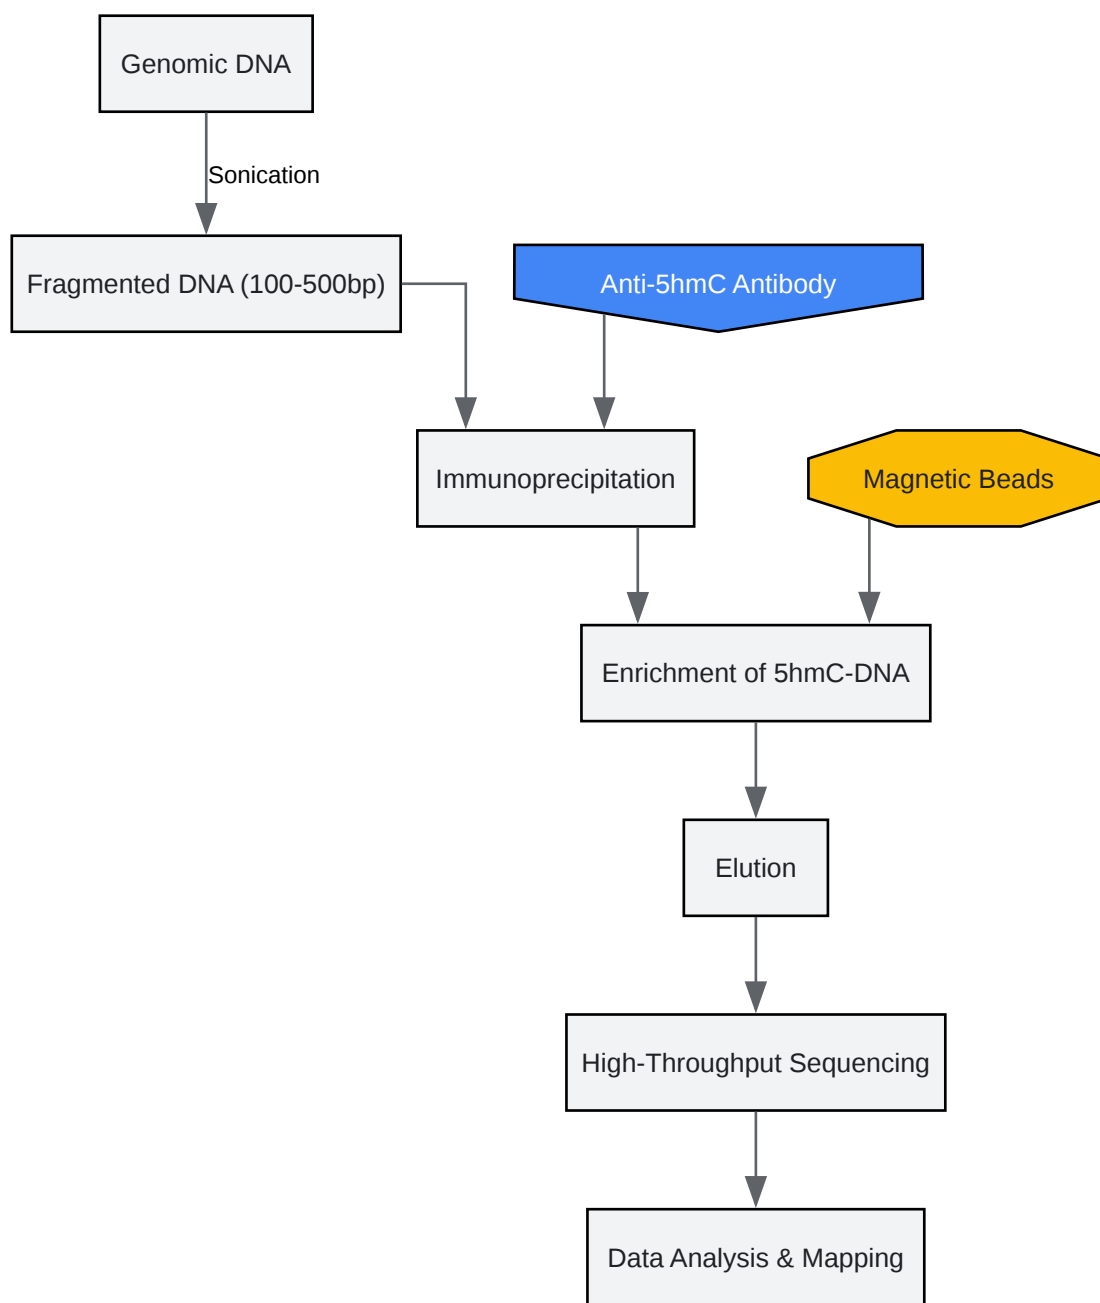 Genomic DNA
Sonication
Fragmented DNA (100-500bp)
Anti-5hmC Antibody
Immunoprecipitation
Magnetic Beads
Enrichment of 5hmC-DNA
Elution
High-Throughput Sequencing
Data Analysis & Mapping